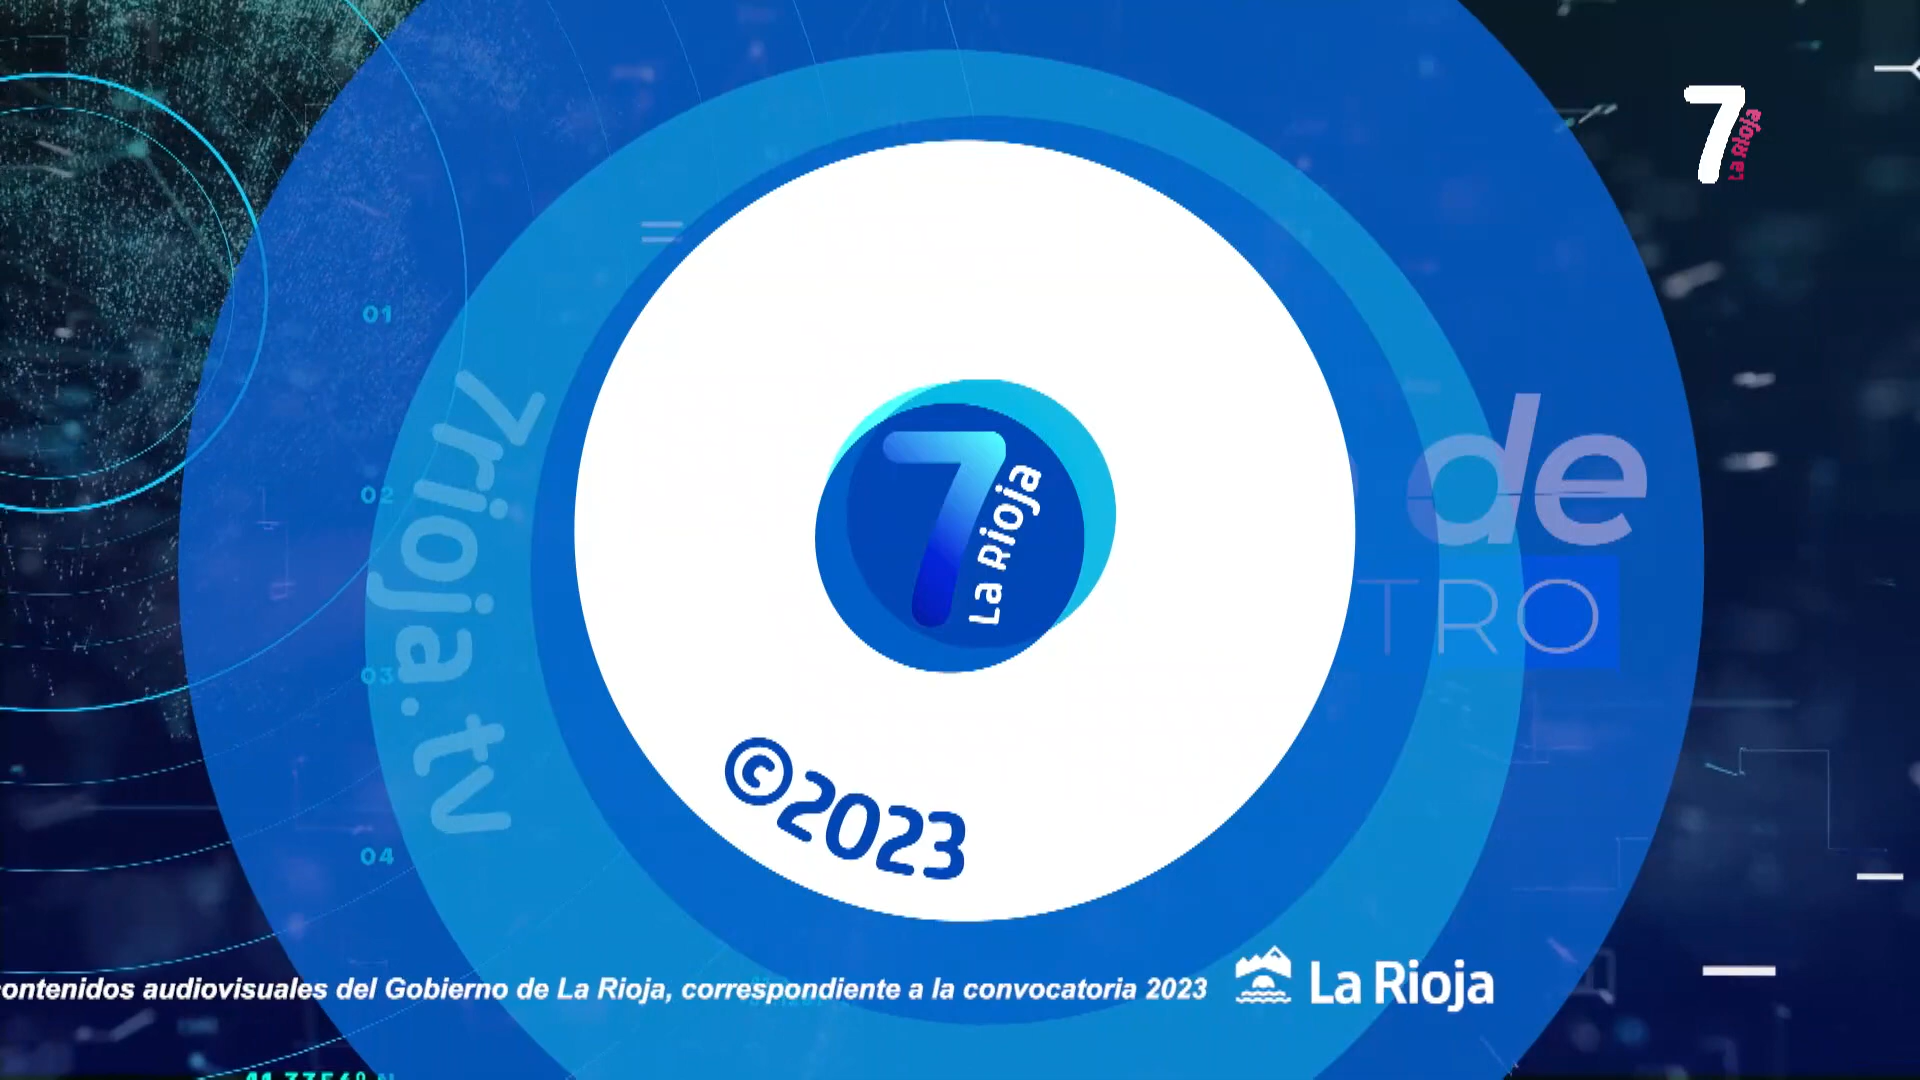 7
La Rioja
01
de
7rioja.tv
7
La Rioja
02
TRO
03
©2023
04
contenidos audiovisuales del Gobierno de La Rioja, correspondiente a la convocatoria 2023
La Rioja